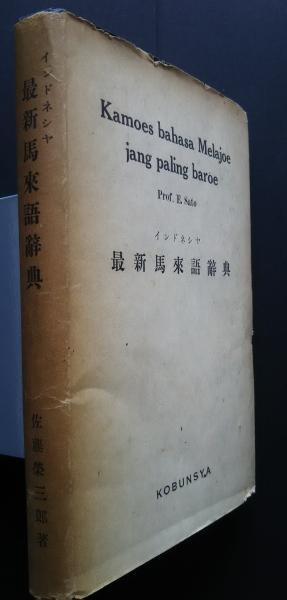 インドネシヤ
最新馬來語辭典
佐藤榮三郎著
Kamoes bahasa Melajoe
jang paling baroe
Prof. E. Sato
インドネシヤ
最新馬來語辭典
KOBUNSYA